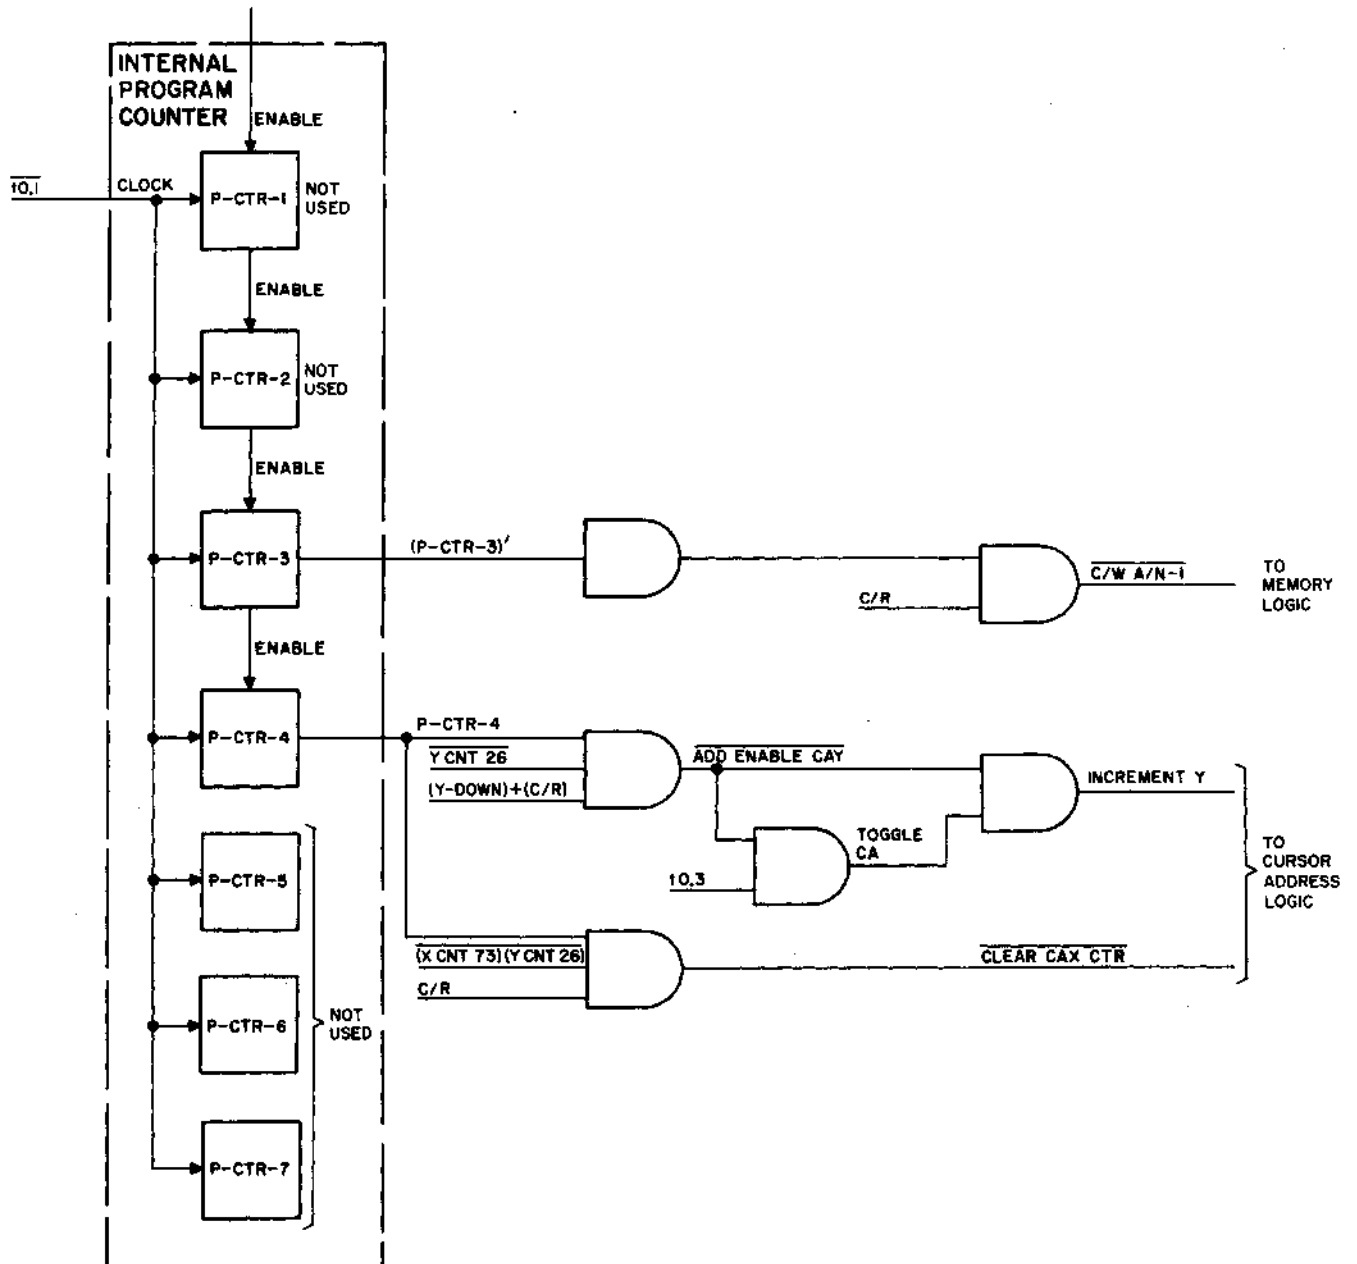 INTERNAL
PROGRAM
COUNTER
ENABLE
t0,1
CLOCK
P-CTR-1
NOT
USED
ENABLE
P-CTR-2
NOT
USED
ENABLE
P-CTR-3
(P-CTR-3)'
C/R
C/W A/N-1
TO
MEMORY
LOGIC
ENABLE
P-CTR-4
P-CTR-4
Y CNT 26
(Y-DOWN)+(C/R)
ADD ENABLE CAY
INCREMENT Y
TOGGLE
CA
t0,3
TO
CURSOR
ADDRESS
LOGIC
P-CTR-5
(X CNT 73)(Y CNT 26)
C/R
CLEAR CAX CTR
P-CTR-6
NOT
USED
P-CTR-7